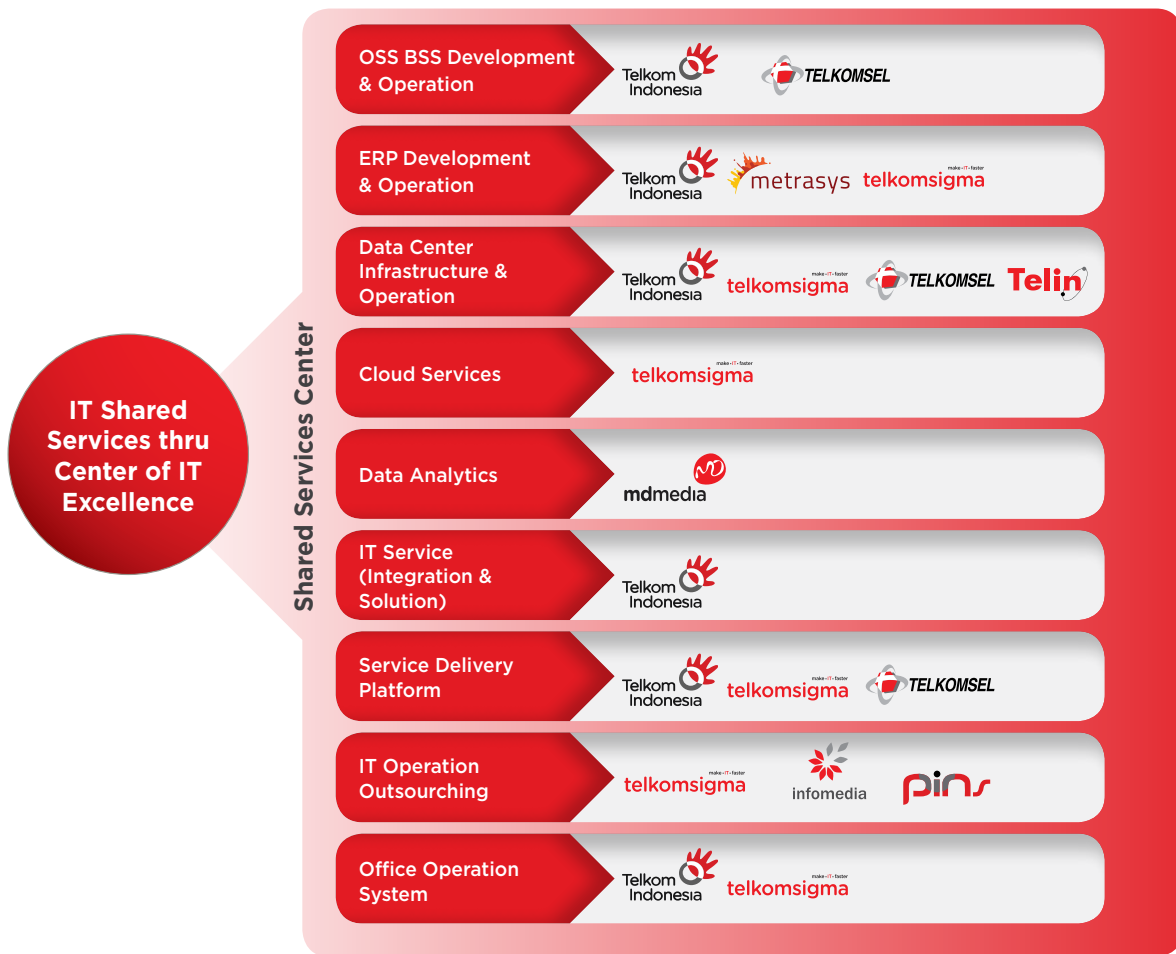 IT Shared
Services thru
Center of IT
Excellence
Shared Services Center
OSS BSS Development
& Operation
Telkom
Indonesia
TELKOMSEL
ERP Development
& Operation
Telkom
Indonesia
metrasys
make•IT•faster
telkomsigma
Data Center
Infrastructure &
Operation
Telkom
Indonesia
make•IT•faster
telkomsigma
TELKOMSEL
Telin
Cloud Services
make•IT•faster
telkomsigma
Data Analytics
MD
mdmedia
IT Service
(Integration &
Solution)
Telkom
Indonesia
Service Delivery
Platform
Telkom
Indonesia
make•IT•faster
telkomsigma
TELKOMSEL
IT Operation
Outsourching
make•IT•faster
telkomsigma
infomedia
pins
Office Operation
System
Telkom
Indonesia
make•IT•faster
telkomsigma